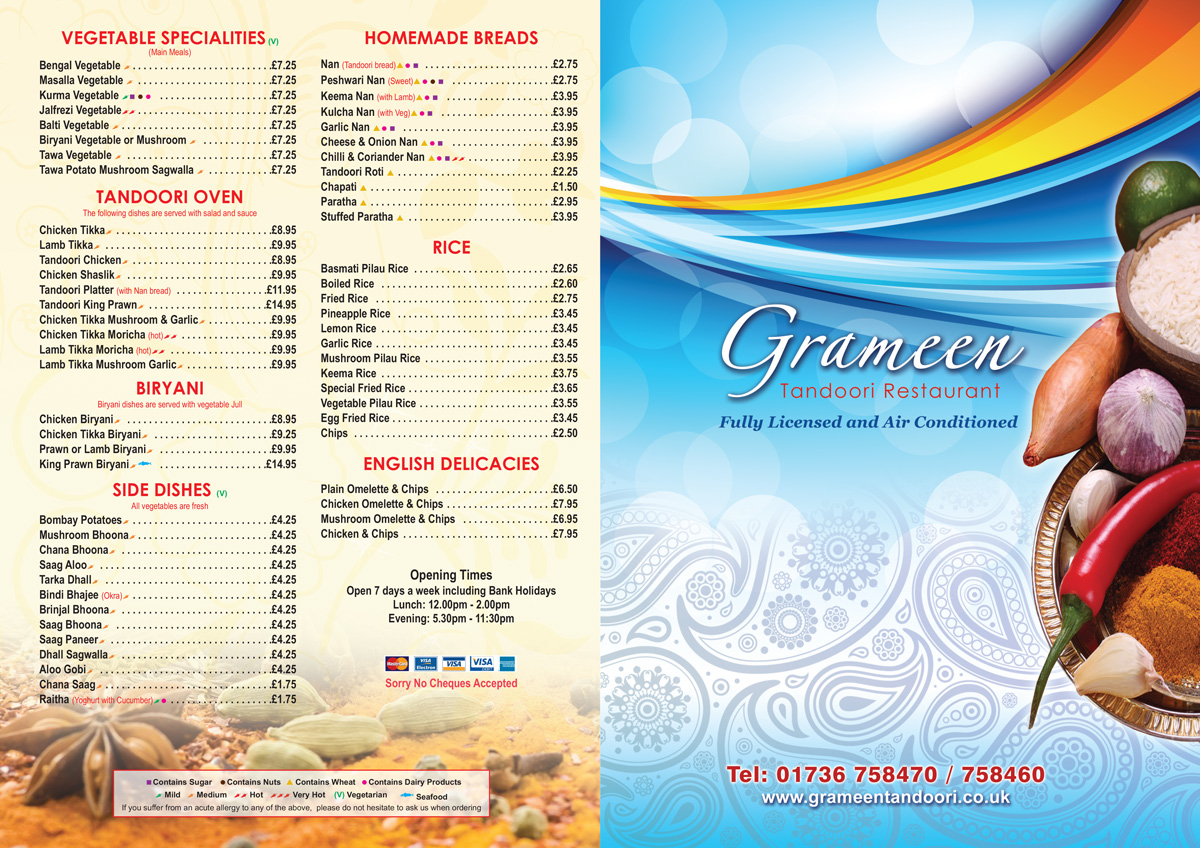 VEGETABLE SPECIALITIES (V)
(Main Meals)
Bengal Vegetable £7.25
Masalla Vegetable £7.25
Kurma Vegetable £7.25
Jalfrezi Vegetable £7.25
Balti Vegetable £7.25
Biryani Vegetable or Mushroom £7.25
Tawa Vegetable £7.25
Tawa Potato Mushroom Sagwalla £7.25
TANDOORI OVEN
The following dishes are served with salad and sauce
Chicken Tikka £8.95
Lamb Tikka £9.95
Tandoori Chicken £8.95
Chicken Shaslik £9.95
Tandoori Platter (with Nan bread) £11.95
Tandoori King Prawn £14.95
Chicken Tikka Mushroom & Garlic £9.95
Chicken Tikka Moricha (hot) £9.95
Lamb Tikka Moricha (hot) £9.95
Lamb Tikka Mushroom Garlic £9.95
BIRYANI
Biryani dishes are served with vegetable Jull
Chicken Biryani £8.95
Chicken Tikka Biryani £9.25
Prawn or Lamb Biryani £9.95
King Prawn Biryani £14.95
SIDE DISHES (V)
All vegetables are fresh
Bombay Potatoes £4.25
Mushroom Bhoona £4.25
Chana Bhoona £4.25
Saag Aloo £4.25
Tarka Dhall £4.25
Bindi Bhajee (Okra) £4.25
Brinjal Bhoona £4.25
Saag Bhoona £4.25
Saag Paneer £4.25
Dhall Sagwalla £4.25
Aloo Gobi £4.25
Chana Saag £1.75
Raitha (Yoghurt with Cucumber) £1.75
HOMEMADE BREADS
Nan (Tandoori bread) £2.75
Peshwari Nan (Sweet) £2.75
Keema Nan (with Lamb) £3.95
Kulcha Nan (with Veg) £3.95
Garlic Nan £3.95
Cheese & Onion Nan £3.95
Chilli & Coriander Nan £3.95
Tandoori Roti £2.25
Chapati £1.50
Paratha £2.95
Stuffed Paratha £3.95
RICE
Basmati Pilau Rice £2.65
Boiled Rice £2.60
Fried Rice £2.75
Pineapple Rice £3.45
Lemon Rice £3.45
Garlic Rice £3.45
Mushroom Pilau Rice £3.55
Keema Rice £3.75
Special Fried Rice £3.65
Vegetable Pilau Rice £3.55
Egg Fried Rice £3.45
Chips £2.50
ENGLISH DELICACIES
Plain Omelette & Chips £6.50
Chicken Omelette & Chips £7.95
Mushroom Omelette & Chips £6.95
Chicken & Chips £7.95
Opening Times
Open 7 days a week including Bank Holidays
Lunch: 12.00pm - 2.00pm
Evening: 5.30pm - 11:30pm
MasterCard VISA Electron VISA VISA DEBIT
Sorry No Cheques Accepted
Contains Sugar Contains Nuts Contains Wheat Contains Dairy Products
Mild Medium Hot Very Hot (V) Vegetarian Seafood
If you suffer from an acute allergy to any of the above, please do not hesitate to ask us when ordering
Grameen
Tandoori Restaurant
Fully Licensed and Air Conditioned
Tel: 01736 758470 / 758460
www.grameentandoori.co.uk